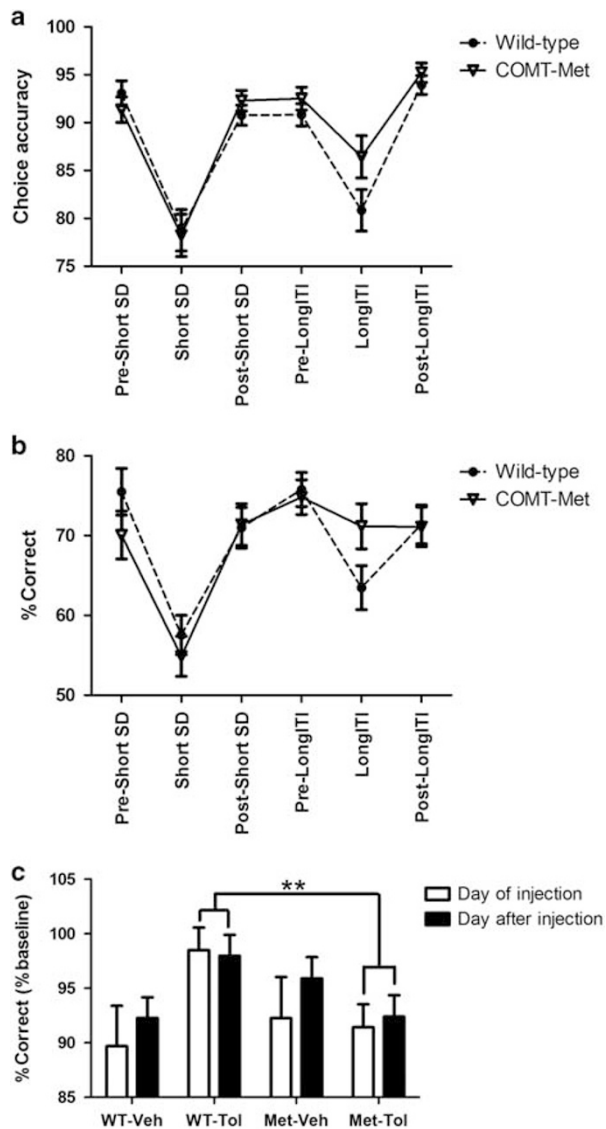 a
Wild-type
COMT-Met
Choice accuracy
100
95
90
85
80
75
Pre-Short SD
Short SD
Post-Short SD
Pre-LongITI
LongITI
Post-LongITI
b
Wild-type
COMT-Met
%Correct
80
70
60
50
Pre-Short SD
Short SD
Post-Short SD
Pre-LongITI
LongITI
Post-LongITI
c
**
Day of injection
Day after injection
%Correct (%baseline)
105
100
95
90
85
WT-Veh
WT-Tol
Met-Veh
Met-Tol